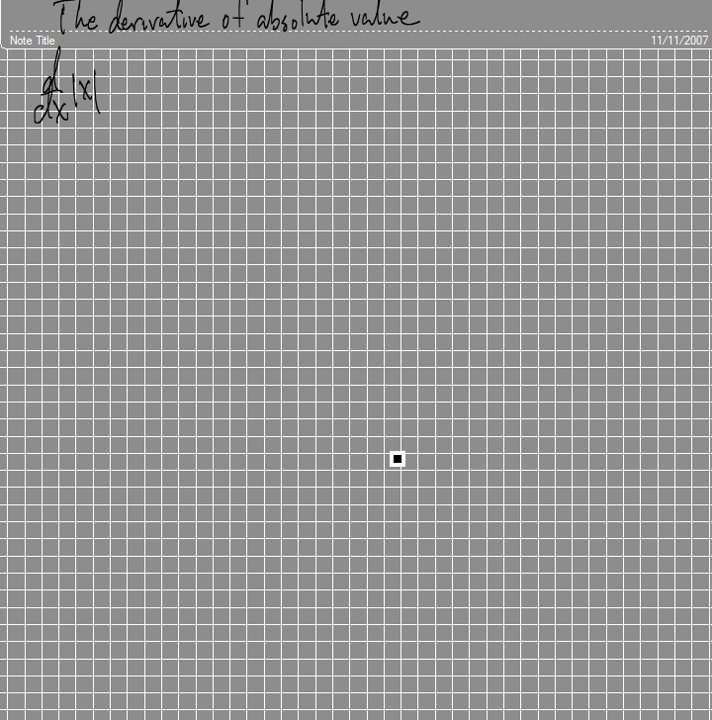 The derivative of absolute value
Note Title 11/11/2007
d
dx |x|